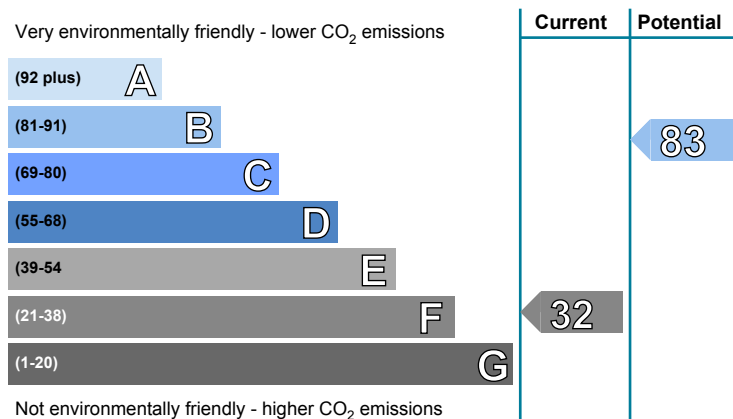 Current Potential
Very environmentally friendly - lower CO2 emissions
(92 plus) A
(81-91) B
83
(69-80) C
(55-68) D
(39-54 E
(21-38) F 32
(1-20) G
Not environmentally friendly - higher CO2 emissions